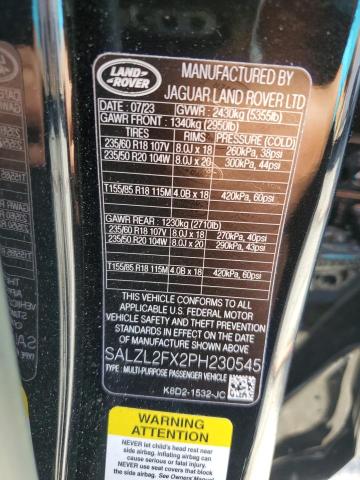 LAND ROVER
MANUFACTURED BY
JAGUAR LAND ROVER LTD
DATE: 07/23 GVWR: 2430kg (5355lb)
GAWR FRONT: 1340kg (2950lb)
TIRES RIMS PRESSURE (COLD)
235/60 R18 107V 8.0J x 18 260kPa, 38psi
235/50 R20 104W 8.0J x 20 300kPa, 44psi
T155/85 R18 115M 4.0B x 18 420kPa, 60psi
GAWR REAR: 1230kg (2710lb)
235/60 R18 107V 8.0J x 18 270kPa, 40psi
235/50 R20 104W 8.0J x 20 290kPa, 43psi
T155/85 R18 115M 4.0B x 18 420kPa, 60psi
THIS VEHICLE CONFORMS TO ALL
APPLICABLE U.S. FEDERAL MOTOR
VEHICLE SAFETY AND THEFT
PREVENTION STANDARDS IN EFFECT
ON THE DATE OF MANUFACTURE
SHOWN ABOVE.
SALZL2FX2PH230545
TYPE: MULTI-PURPOSE PASSENGER VEHICLE
K8D2-1532-JC
WARNING
ATTENTION
NEVER let child's head rest near
side airbag. inflating airbag can
cause serious or fatal injury.
NEVER use seat covers that
block the side airbag.
See Owners Manual